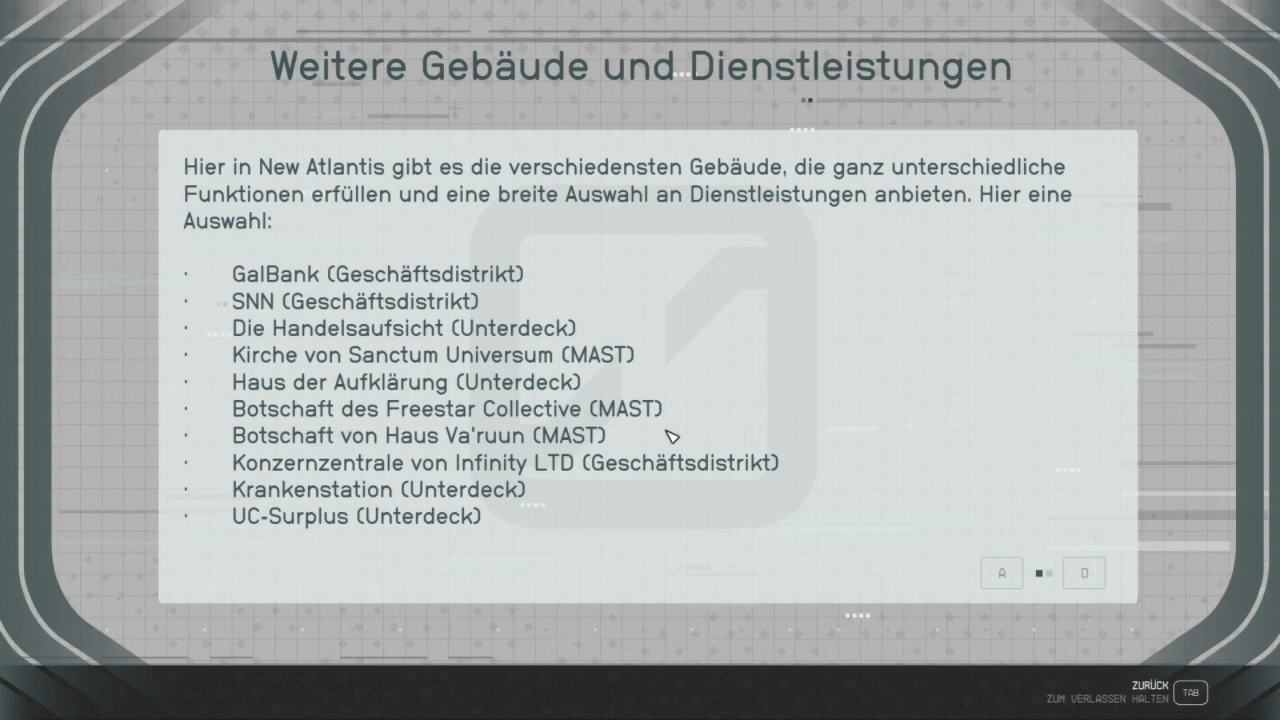 Weitere Gebäude und Dienstleistungen
Hier in New Atlantis gibt es die verschiedensten Gebäude, die ganz unterschiedliche
Funktionen erfüllen und eine breite Auswahl an Dienstleistungen anbieten. Hier eine
Auswahl:
· GalBank (Geschäftsdistrikt)
· SNN (Geschäftsdistrikt)
· Die Handelsaufsicht (Unterdeck)
· Kirche von Sanctum Universum (MAST)
· Haus der Aufklärung (Unterdeck)
· Botschaft des Freestar Collective (MAST)
· Botschaft von Haus Va'ruun (MAST)
· Konzernzentrale von Infinity LTD (Geschäftsdistrikt)
· Krankenstation (Unterdeck)
· UC-Surplus (Unterdeck)
A D
ZURÜCK
ZUM VERLASSEN HALTEN TAB